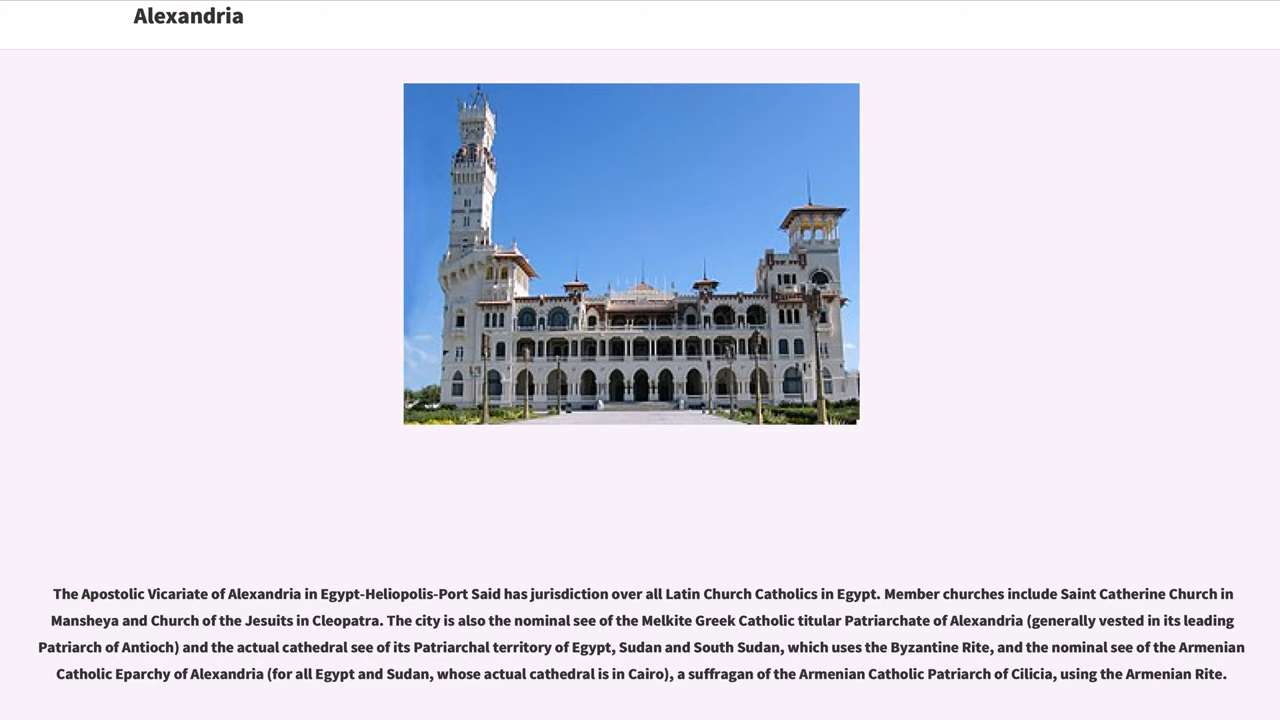 Alexandria
The Apostolic Vicariate of Alexandria in Egypt-Heliopolis-Port Said has jurisdiction over all Latin Church Catholics in Egypt. Member churches include Saint Catherine Church in
Mansheya and Church of the Jesuits in Cleopatra. The city is also the nominal see of the Melkite Greek Catholic titular Patriarchate of Alexandria (generally vested in its leading
Patriarch of Antioch) and the actual cathedral see of its Patriarchal territory of Egypt, Sudan and South Sudan, which uses the Byzantine Rite, and the nominal see of the Armenian
Catholic Eparchy of Alexandria (for all Egypt and Sudan, whose actual cathedral is in Cairo), a suffragan of the Armenian Catholic Patriarch of Cilicia, using the Armenian Rite.